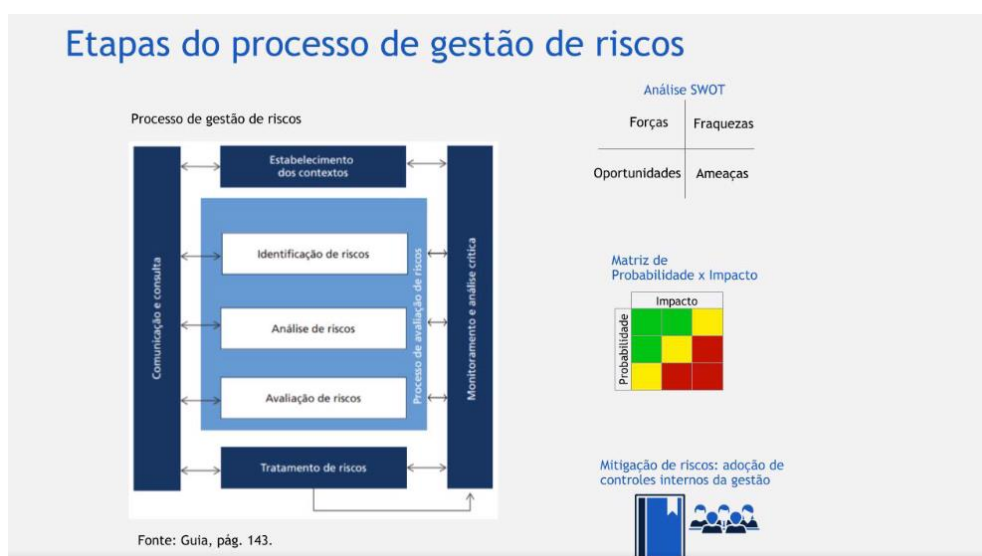 Etapas do processo de gestão de riscos
Processo de gestão de riscos
Comunicação e consulta
Estabelecimento
dos contextos
Identificação de riscos
Análise de riscos
Avaliação de riscos
Processo de avaliação de riscos
Monitoramento e análise crítica
Tratamento de riscos
Fonte: Guia, pág. 143.
Análise SWOT
Forças
Fraquezas
Oportunidades
Ameaças
Matriz de
Probabilidade x Impacto
Impacto
Probabilidade
Mitigação de riscos: adoção de
controles internos da gestão